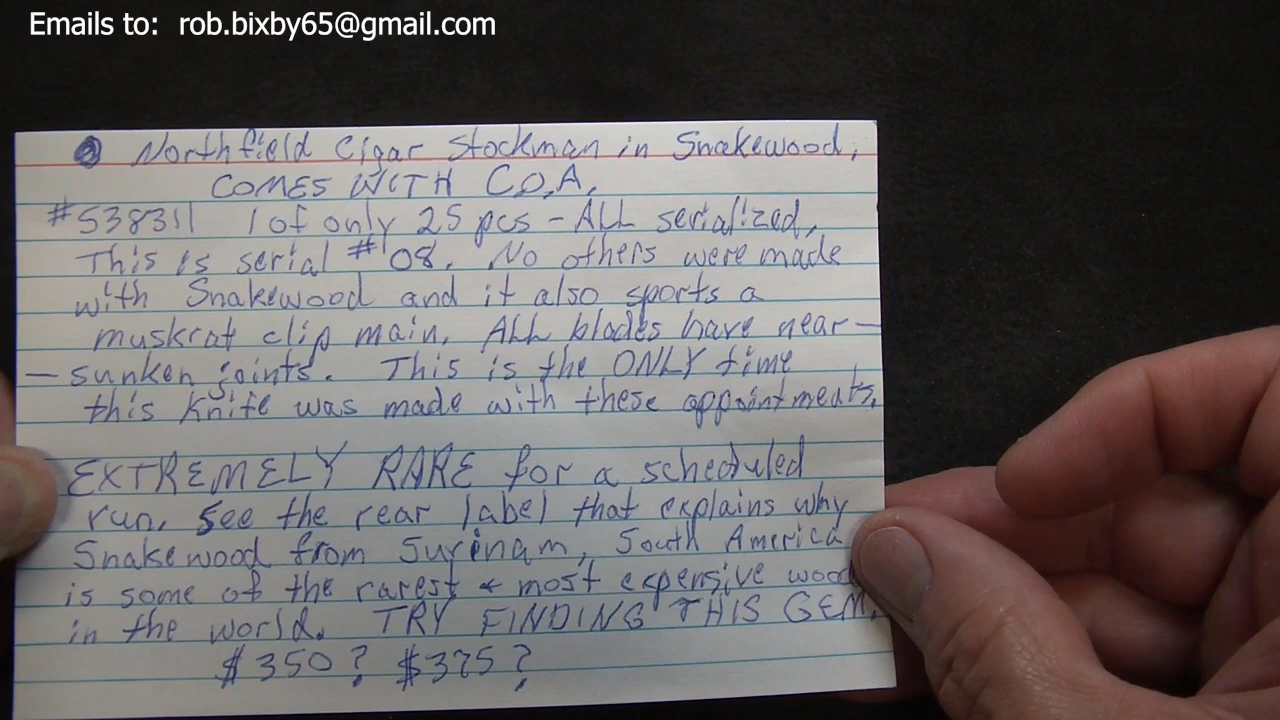 Emails to: rob.bixby65@gmail.com
Northfield Cigar Stockman in Snakewood,
COMES WITH C.O.A.
#538311 1 of only 25 pcs - ALL serialized,
This is serial #08. No others were made
with Snakewood and it also sports a
muskrat clip main. ALL blades have near-
- sunken joints. This is the ONLY time
this knife was made with these appointments.
EXTREMELY RARE for a scheduled
run. See the rear label that explains why
Snakewood from Surinam, South America
is some of the rarest & most expensive wood
in the world. TRY FINDING THIS GEM.
$350? $375?